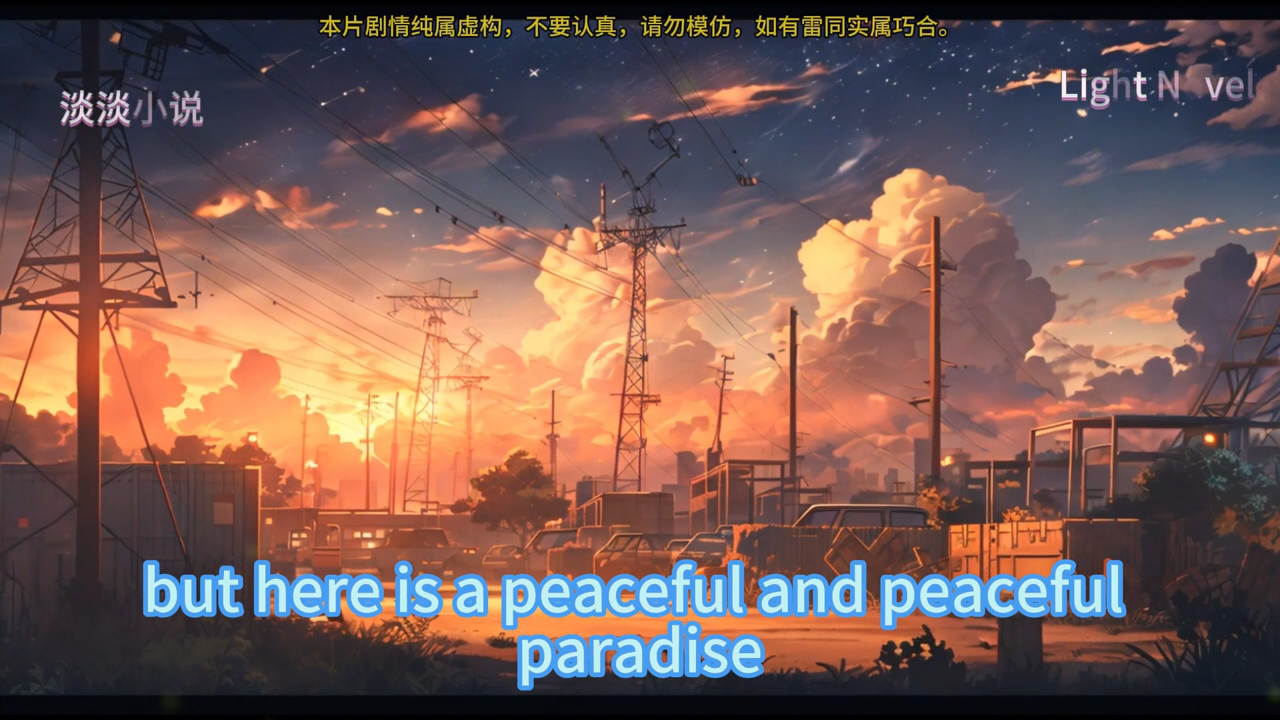 本片剧情纯属虚构，不要认真，请勿模仿，如有雷同实属巧合。
淡淡小说
Light N vel
but here is a peaceful and peaceful
paradise